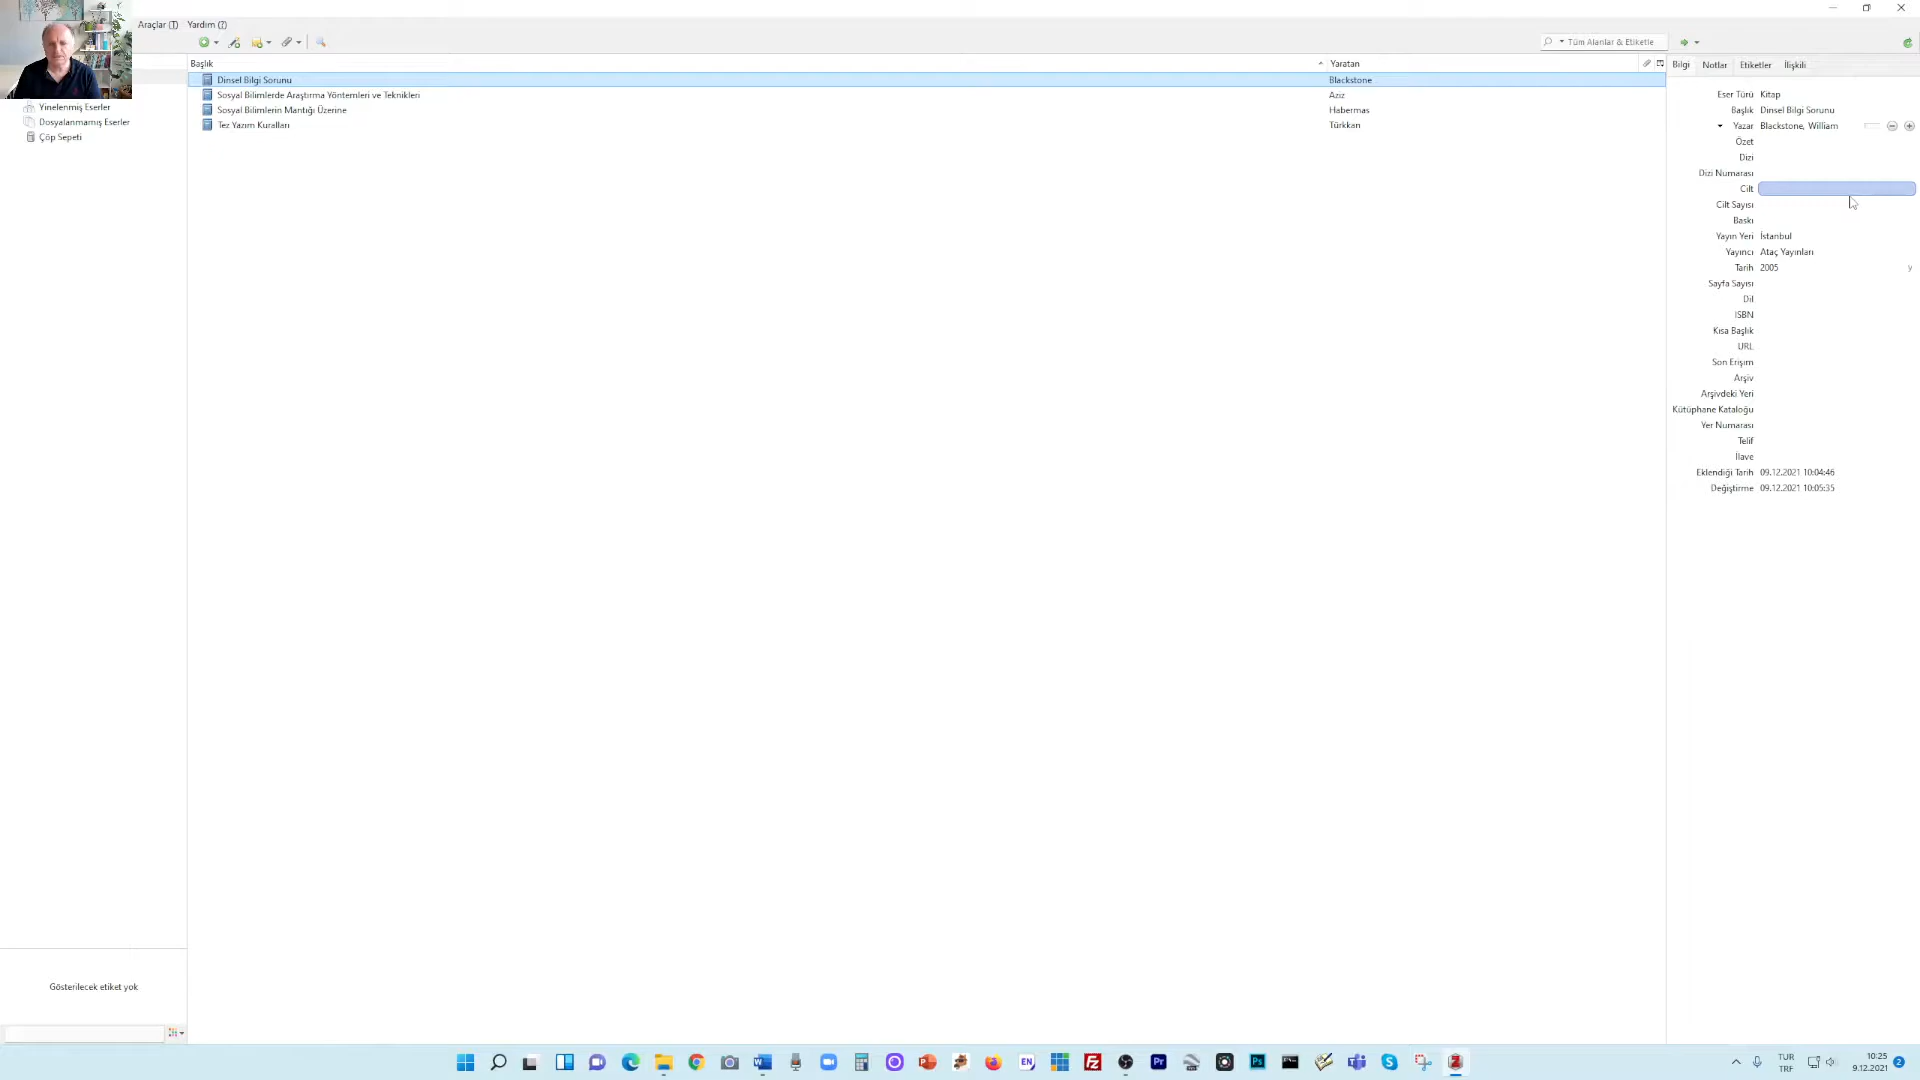 Araçlar (T) Yardım (?)
Tüm Alanlar & Etiketle
Başlık Yaratan
Bilgi Notlar Etiketler İlişkili
Dinsel Bilgi Sorunu Blackstone
Sosyal Bilimlerde Araştırma Yöntemleri ve Teknikleri Aziz
Sosyal Bilimlerin Mantığı Üzerine Habermas
Tez Yazım Kuralları Türkkan
Yinelenmiş Eserler
Dosyalanmamış Eserler
Çöp Sepeti
Eser Türü Kitap
Başlık Dinsel Bilgi Sorunu
Yazar Blackstone, William
Özet
Dizi
Dizi Numarası
Cilt
Cilt Sayısı
Baskı
Yayın Yeri İstanbul
Yayıncı Ataç Yayınları
Tarih 2005 y
Sayfa Sayısı
Dil
ISBN
Kısa Başlık
URL
Son Erişim
Arşiv
Arşivdeki Yeri
Kütüphane Kataloğu
Yer Numarası
Telif
İlave
Eklendiği Tarih 09.12.2021 10:04:46
Değiştirme 09.12.2021 10:05:35
Gösterilecek etiket yok
EN
Pr
Ps
TUR
TRF
10:25
9.12.2021
2